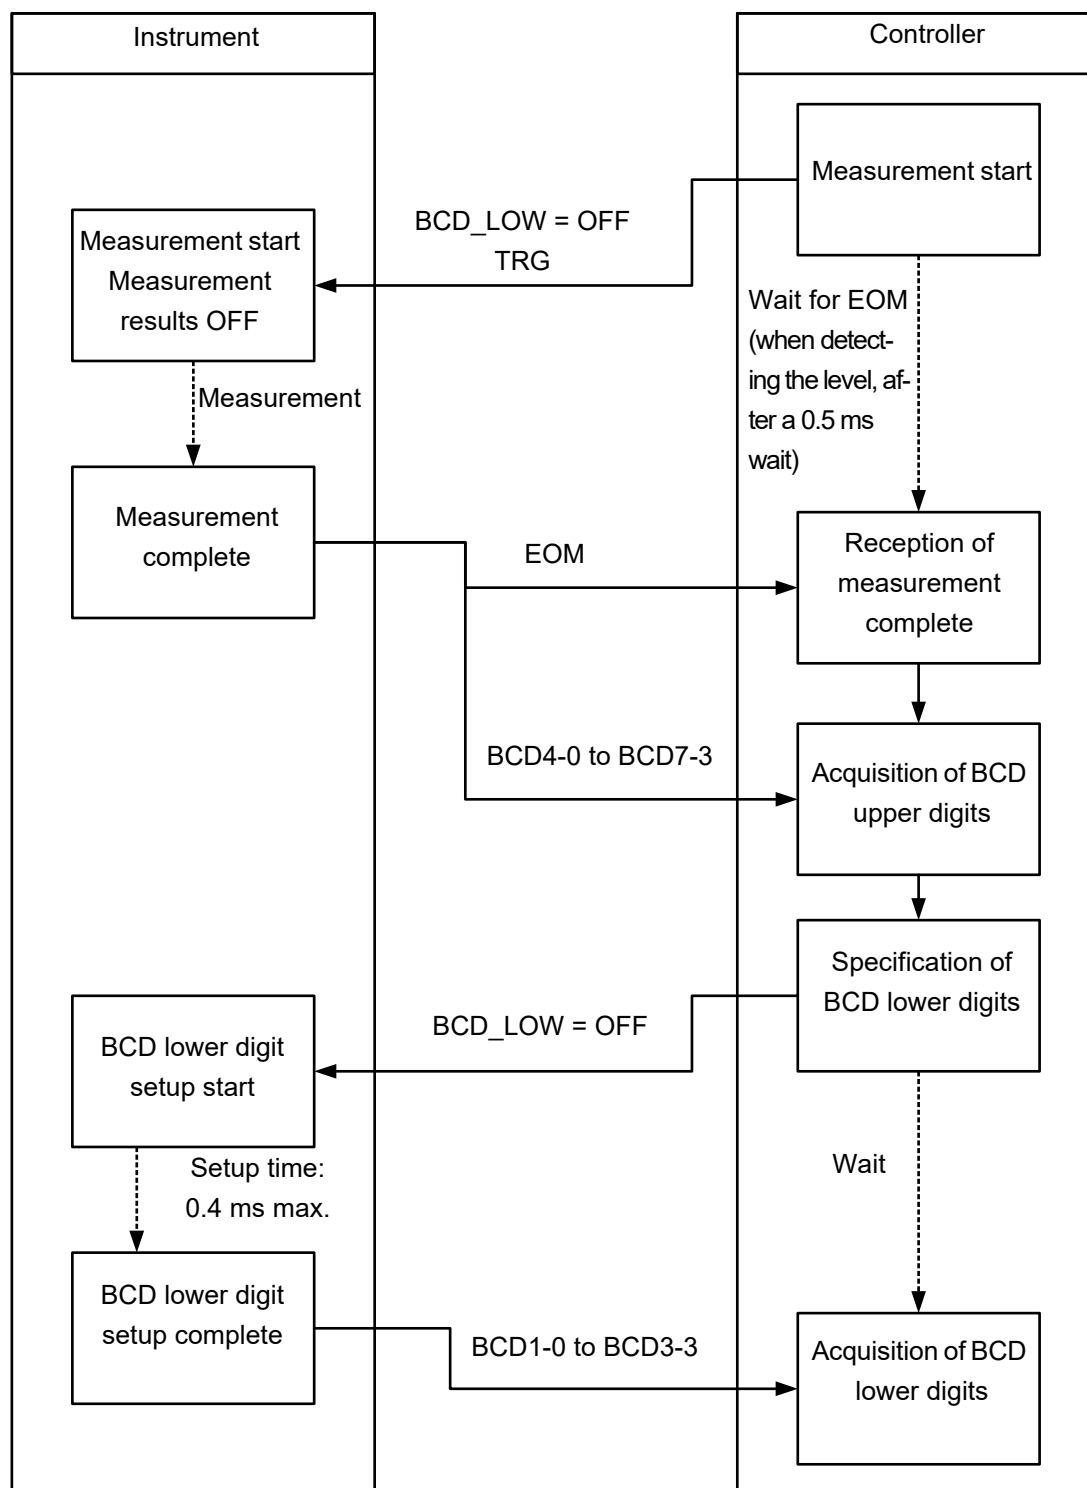 Instrument
Controller
Measurement start
BCD_LOW = OFF
TRG
Measurement start
Measurement
results OFF
Wait for EOM
(when detect-
ing the level, af-
ter a 0.5 ms
wait)
Measurement
Measurement
complete
EOM
Reception of
measurement
complete
BCD4-0 to BCD7-3
Acquisition of BCD
upper digits
Specification of
BCD lower digits
BCD_LOW = OFF
BCD lower digit
setup start
Setup time:
0.4 ms max.
Wait
BCD lower digit
setup complete
BCD1-0 to BCD3-3
Acquisition of BCD
lower digits